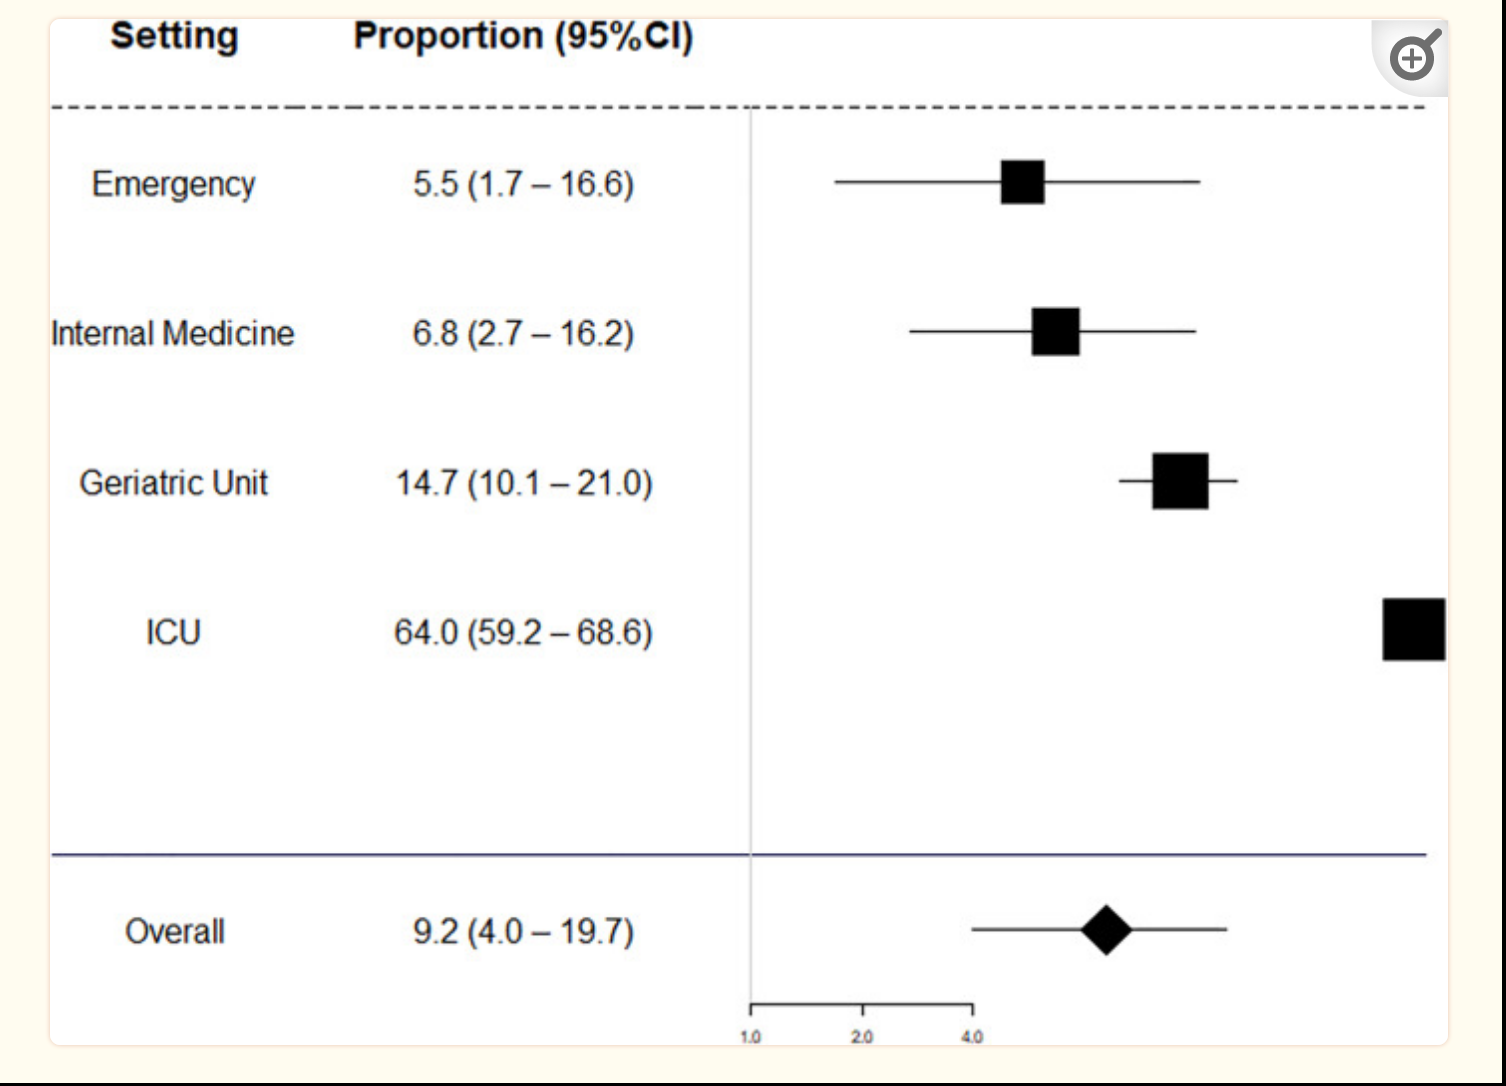 Setting Proportion (95%CI)
Emergency 5.5 (1.7 – 16.6)
Internal Medicine 6.8 (2.7 – 16.2)
Geriatric Unit 14.7 (10.1 – 21.0)
ICU 64.0 (59.2 – 68.6)
Overall 9.2 (4.0 – 19.7)
1.0 2.0 4.0